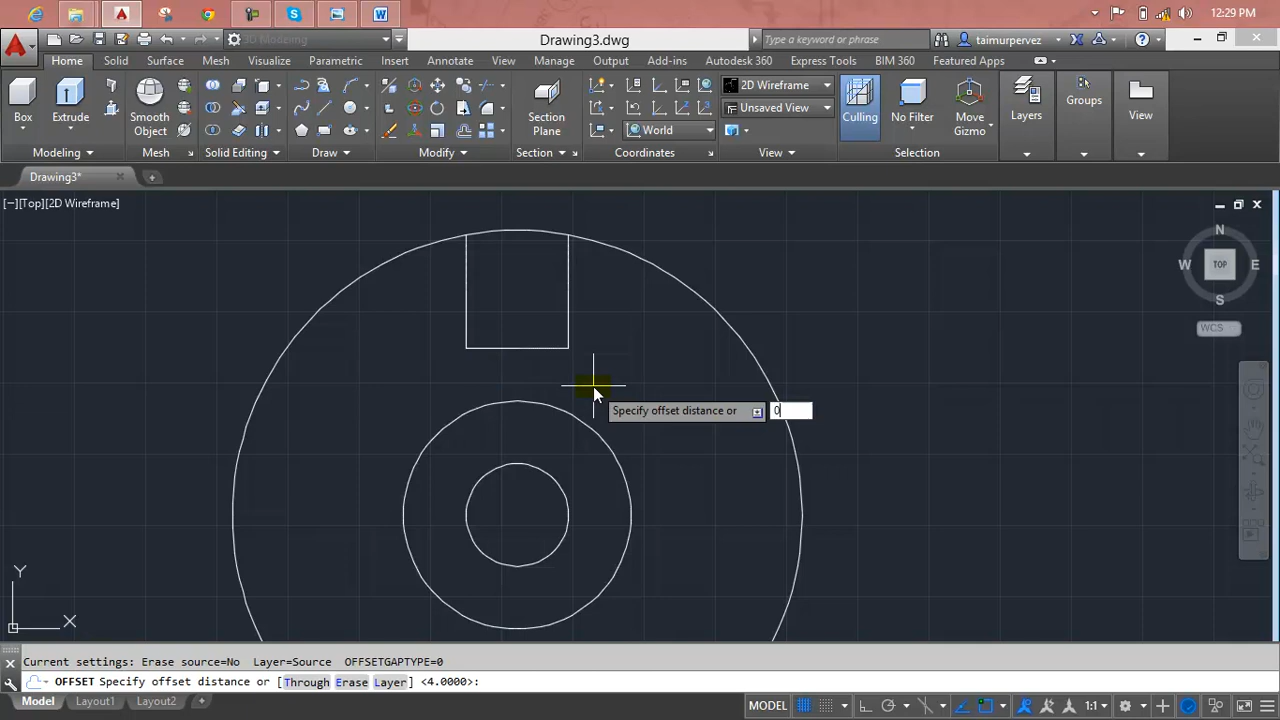 12:29 PM
3D Modeling
Drawing3.dwg
Type a keyword or phrase
taimurpervez
Home Solid Surface Mesh Visualize Parametric Insert Annotate View Manage Output Add-ins Autodesk 360 Express Tools BIM 360 Featured Apps
2D Wireframe
Unsaved View
World
Box Extrude Smooth Object Section Plane Culling No Filter Move Gizmo Layers Groups View
Modeling Mesh Solid Editing Draw Modify Section Coordinates View Selection
Drawing3*
[−][Top][2D Wireframe]
N
W TOP E
S
WCS
Specify offset distance or 0
Y
X
Current settings: Erase source=No Layer=Source OFFSETGAPTYPE=0
OFFSET Specify offset distance or [Through Erase Layer] <4.0000>:
Model Layout1 Layout2 MODEL 1:1